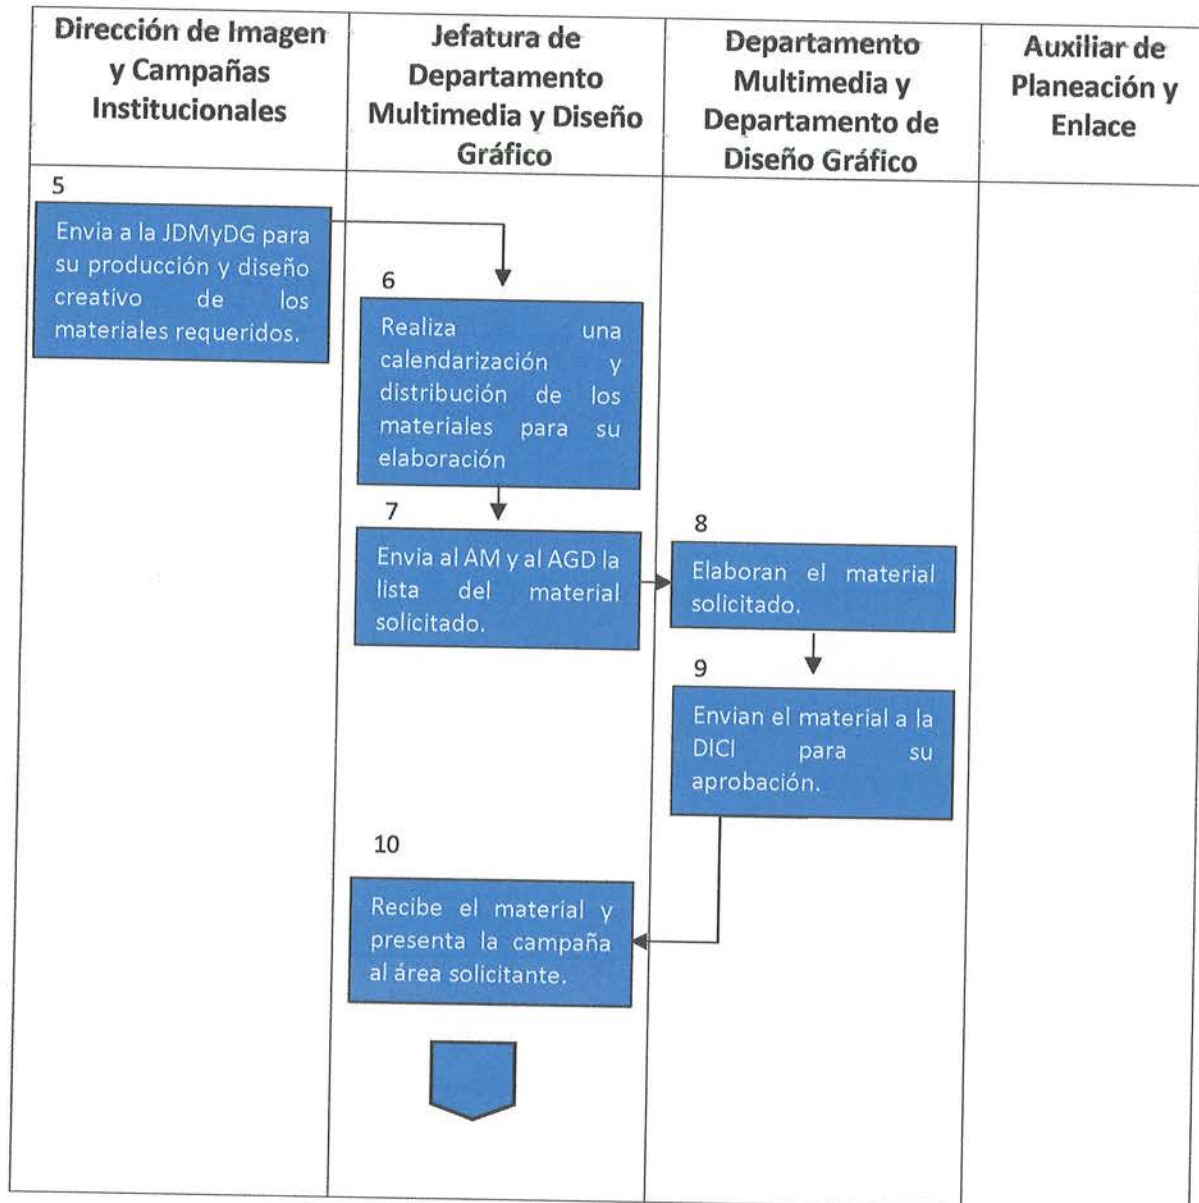 Dirección de Imagen
y Campañas
Institucionales
Jefatura de
Departamento
Multimedia y Diseño
Gráfico
Departamento
Multimedia y
Departamento de
Diseño Gráfico
Auxiliar de
Planeación y
Enlace
5
Envia a la JDMyDG para
su producción y diseño
creativo de los
materiales requeridos.
6
Realiza una
calendarización y
distribución de los
materiales para su
elaboración
7
Envia al AM y al AGD la
lista del material
solicitado.
8
Elaboran el material
solicitado.
9
Envian el material a la
DICI para su
aprobación.
10
Recibe el material y
presenta la campaña
al área solicitante.